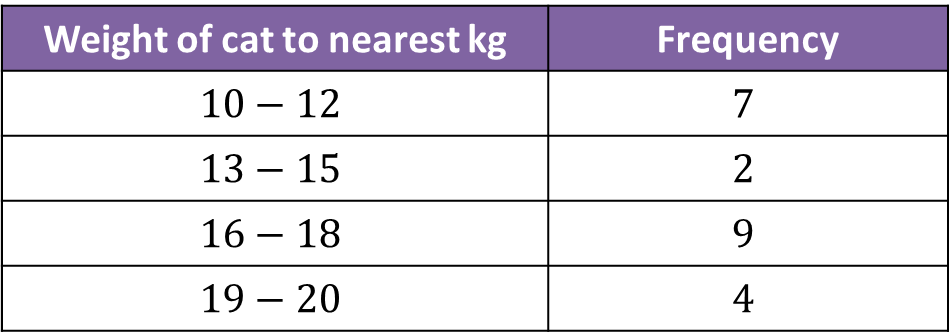 Weight of cat to nearest kg Frequency
10 − 12 7
13 − 15 2
16 − 18 9
19 − 20 4